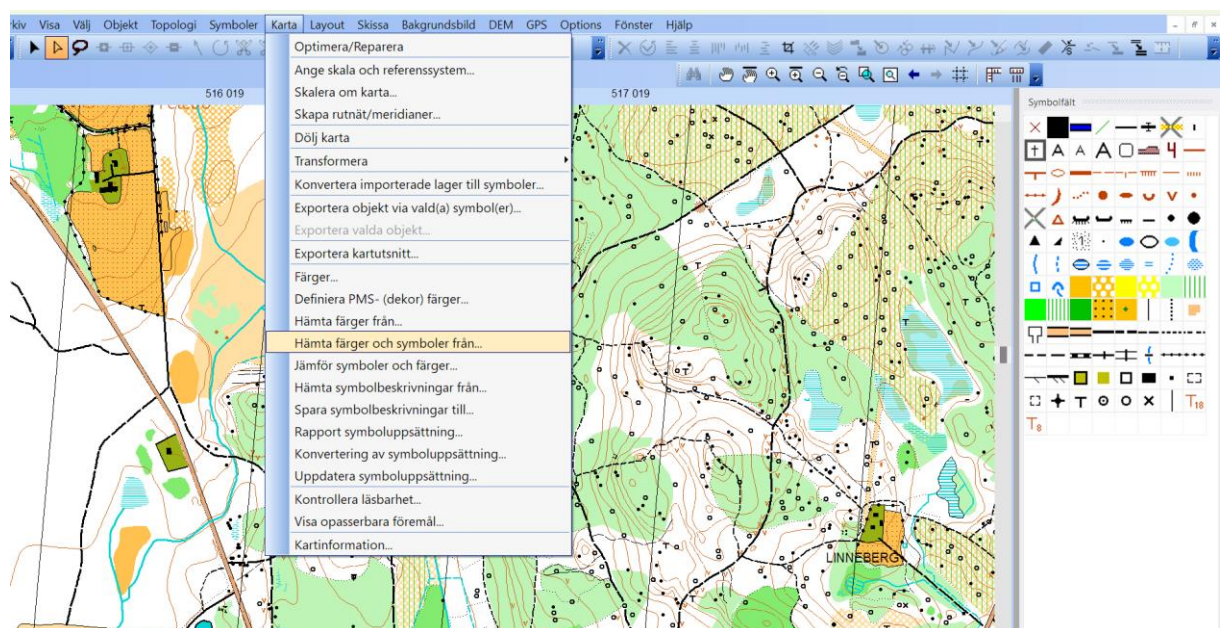 kiv Visa Välj Objekt Topologi Symboler Karta Layout Skissa Bakgrundsbild DEM GPS Options Fönster Hjälp
516 019
517 019
Optimera/Reparera
Ange skala och referenssystem...
Skalera om karta...
Skapa rutnät/meridianer...
Dölj karta
Transformera
Konvertera importerade lager till symboler...
Exportera objekt via vald(a) symbol(er)...
Exportera valda objekt...
Exportera kartutsnitt...
Färger...
Definiera PMS- (dekor) färger...
Hämta färger från...
Hämta färger och symboler från...
Jämför symboler och färger...
Hämta symbolbeskrivningar från...
Spara symbolbeskrivningar till...
Rapport symboluppsättning...
Konvertering av symboluppsättning...
Uppdatera symboluppsättning...
Kontrollera läsbarhet...
Visa opasserbara föremål...
Kartinformation...
LINNEBERG
Symbolfält
A A A
T18
T8